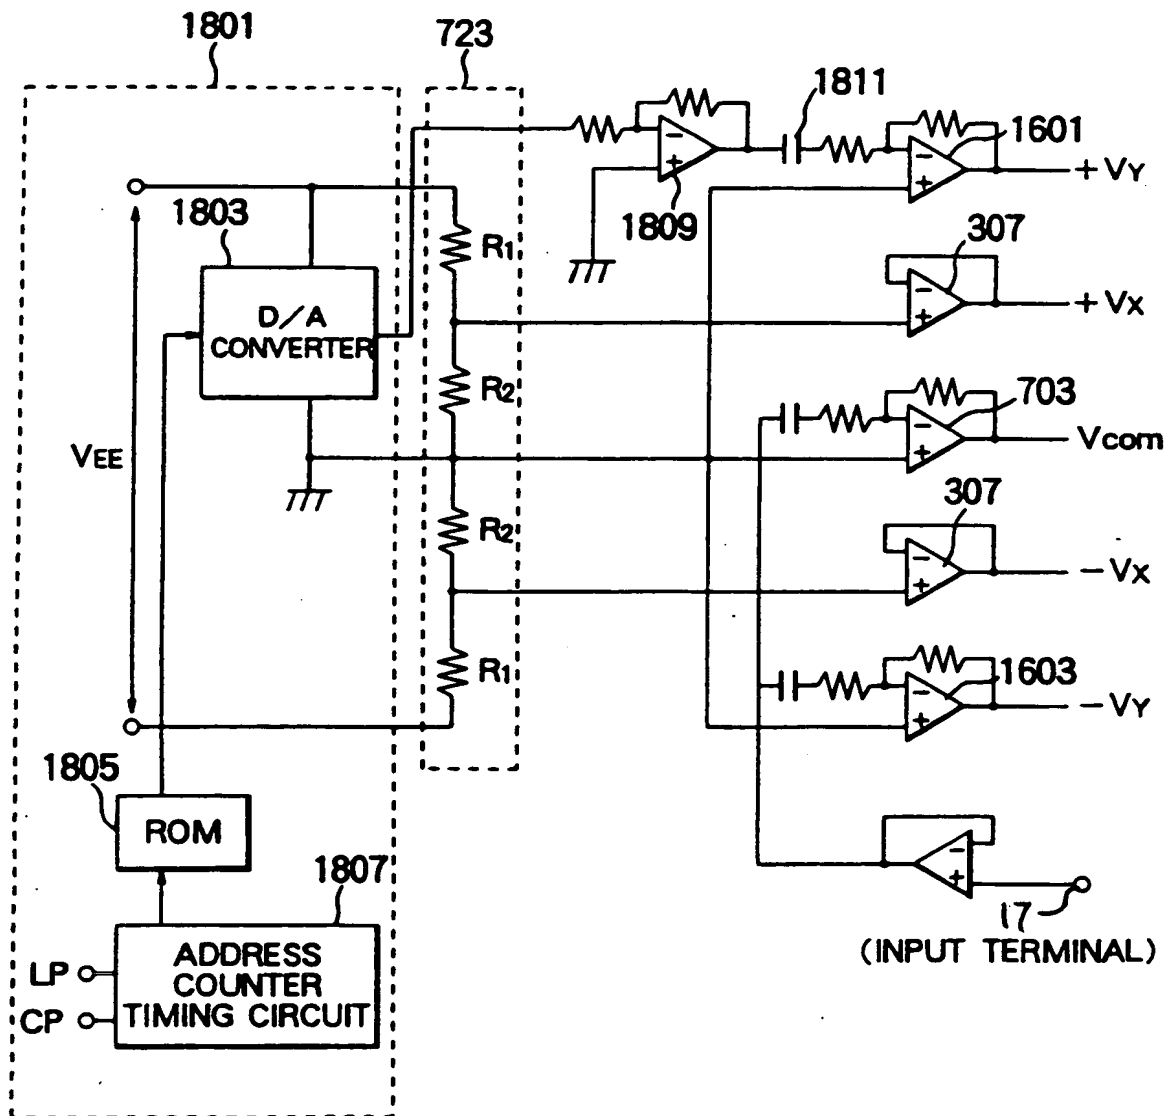 1801
723
1811
1601
+VY
1803
1809
R1
307
+VX
D/A
CONVERTER
R2
703
Vcom
VEE
R2
307
-VX
R1
1603
-VY
1805
ROM
1807
ADDRESS
COUNTER
TIMING CIRCUIT
LP
CP
17
(INPUT TERMINAL)